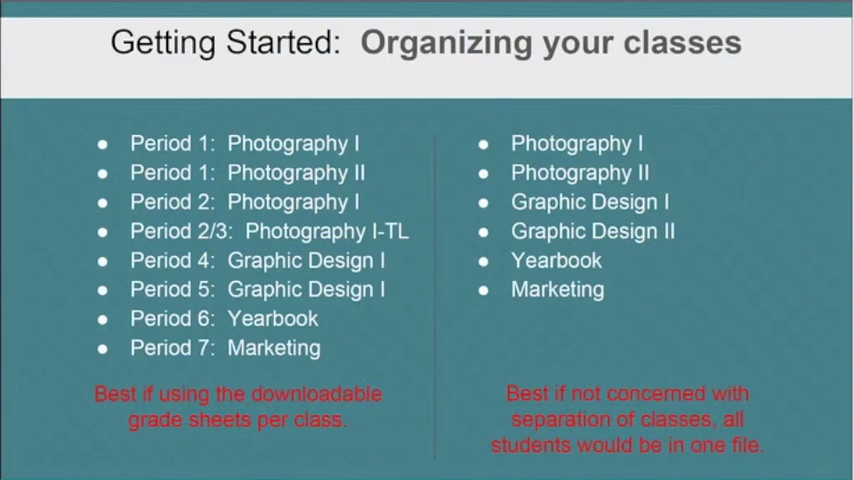 Getting Started: Organizing your classes
● Period 1: Photography I
● Period 1: Photography II
● Period 2: Photography I
● Period 2/3: Photography I-TL
● Period 4: Graphic Design I
● Period 5: Graphic Design I
● Period 6: Yearbook
● Period 7: Marketing
Best if using the downloadable
grade sheets per class.
● Photography I
● Photography II
● Graphic Design I
● Graphic Design II
● Yearbook
● Marketing
Best if not concerned with
separation of classes, all
students would be in one file.